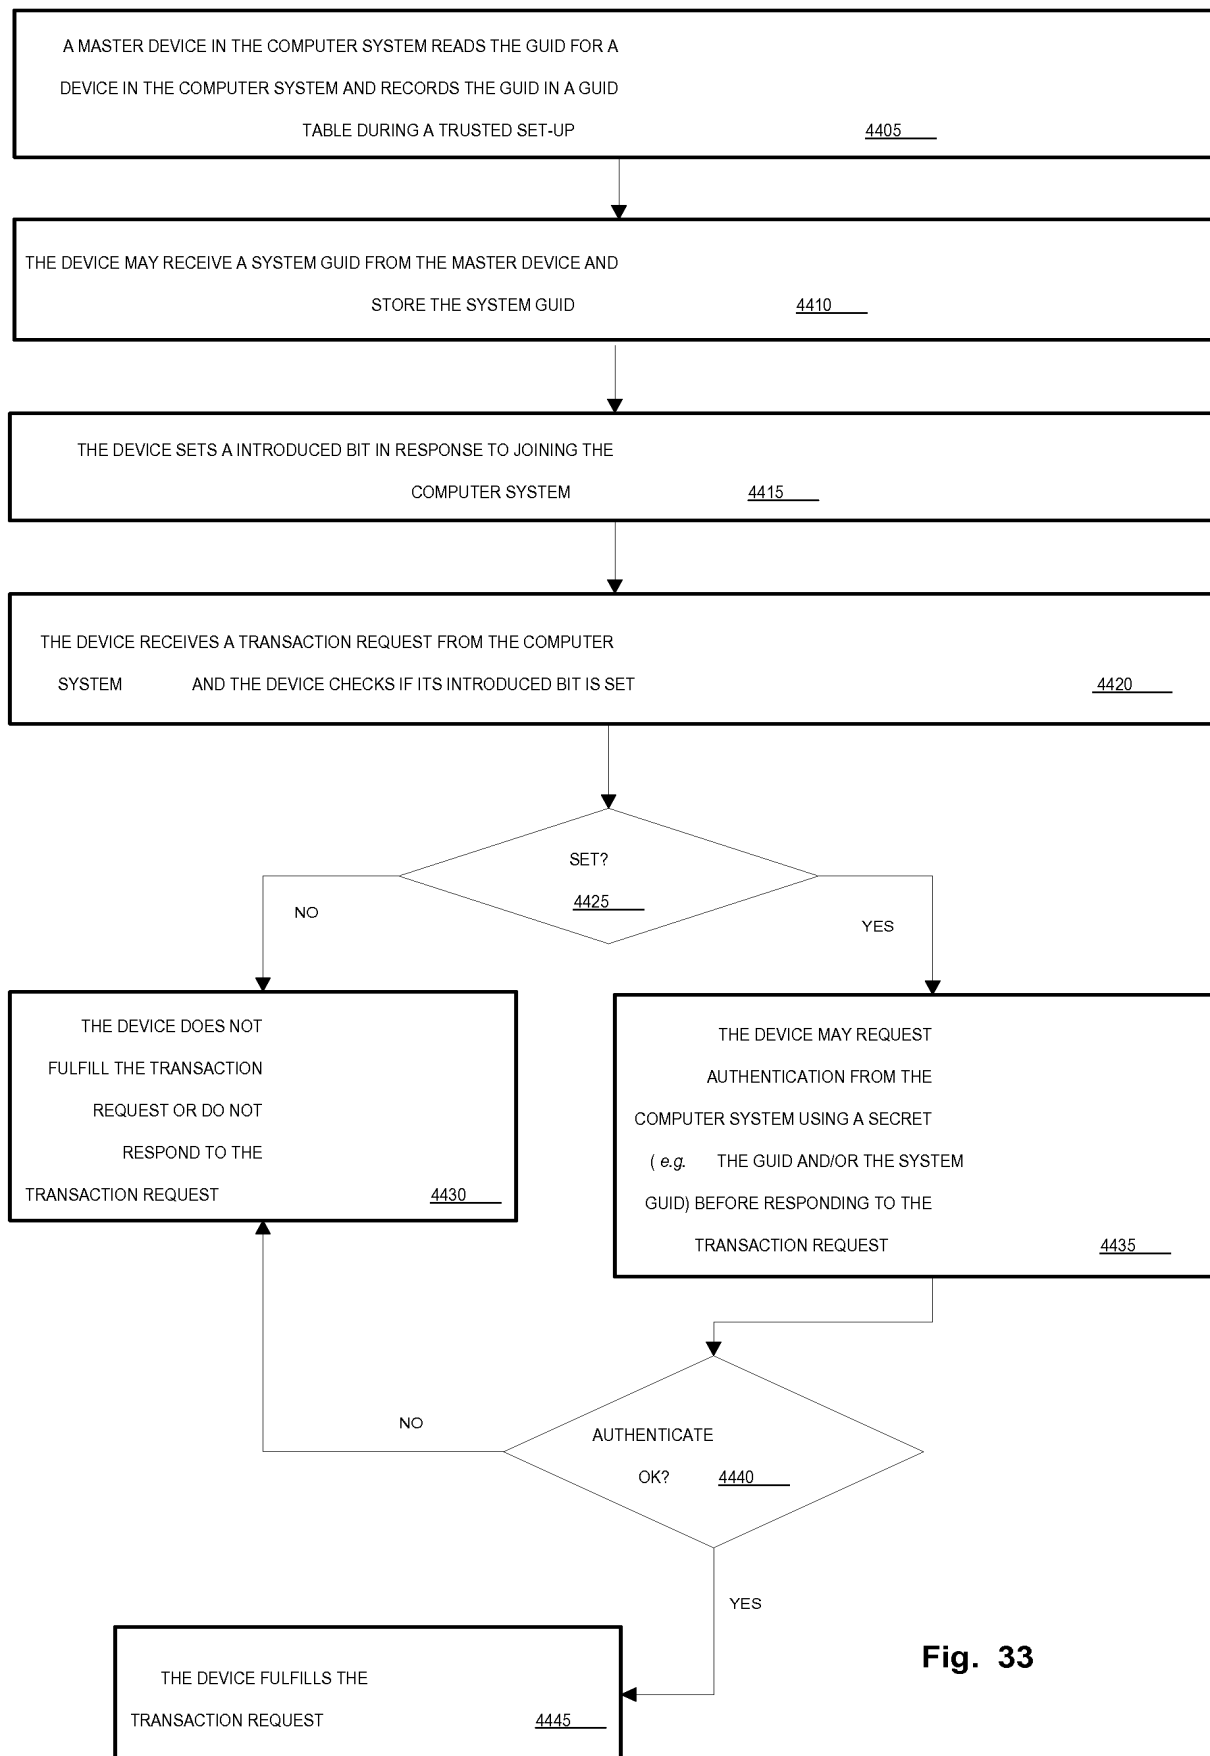 A MASTER DEVICE IN THE COMPUTER SYSTEM READS THE GUID FOR A
DEVICE IN THE COMPUTER SYSTEM AND RECORDS THE GUID IN A GUID
TABLE DURING A TRUSTED SET-UP 4405
THE DEVICE MAY RECEIVE A SYSTEM GUID FROM THE MASTER DEVICE AND
STORE THE SYSTEM GUID 4410
THE DEVICE SETS A INTRODUCED BIT IN RESPONSE TO JOINING THE
COMPUTER SYSTEM 4415
THE DEVICE RECEIVES A TRANSACTION REQUEST FROM THE COMPUTER
SYSTEM AND THE DEVICE CHECKS IF ITS INTRODUCED BIT IS SET 4420
SET?
4425
NO
YES
THE DEVICE DOES NOT
FULFILL THE TRANSACTION
REQUEST OR DO NOT
RESPOND TO THE
TRANSACTION REQUEST 4430
THE DEVICE MAY REQUEST
AUTHENTICATION FROM THE
COMPUTER SYSTEM USING A SECRET
( e.g. THE GUID AND/OR THE SYSTEM
GUID) BEFORE RESPONDING TO THE
TRANSACTION REQUEST 4435
NO
AUTHENTICATE
OK? 4440
YES
THE DEVICE FULFILLS THE
TRANSACTION REQUEST 4445
Fig. 33